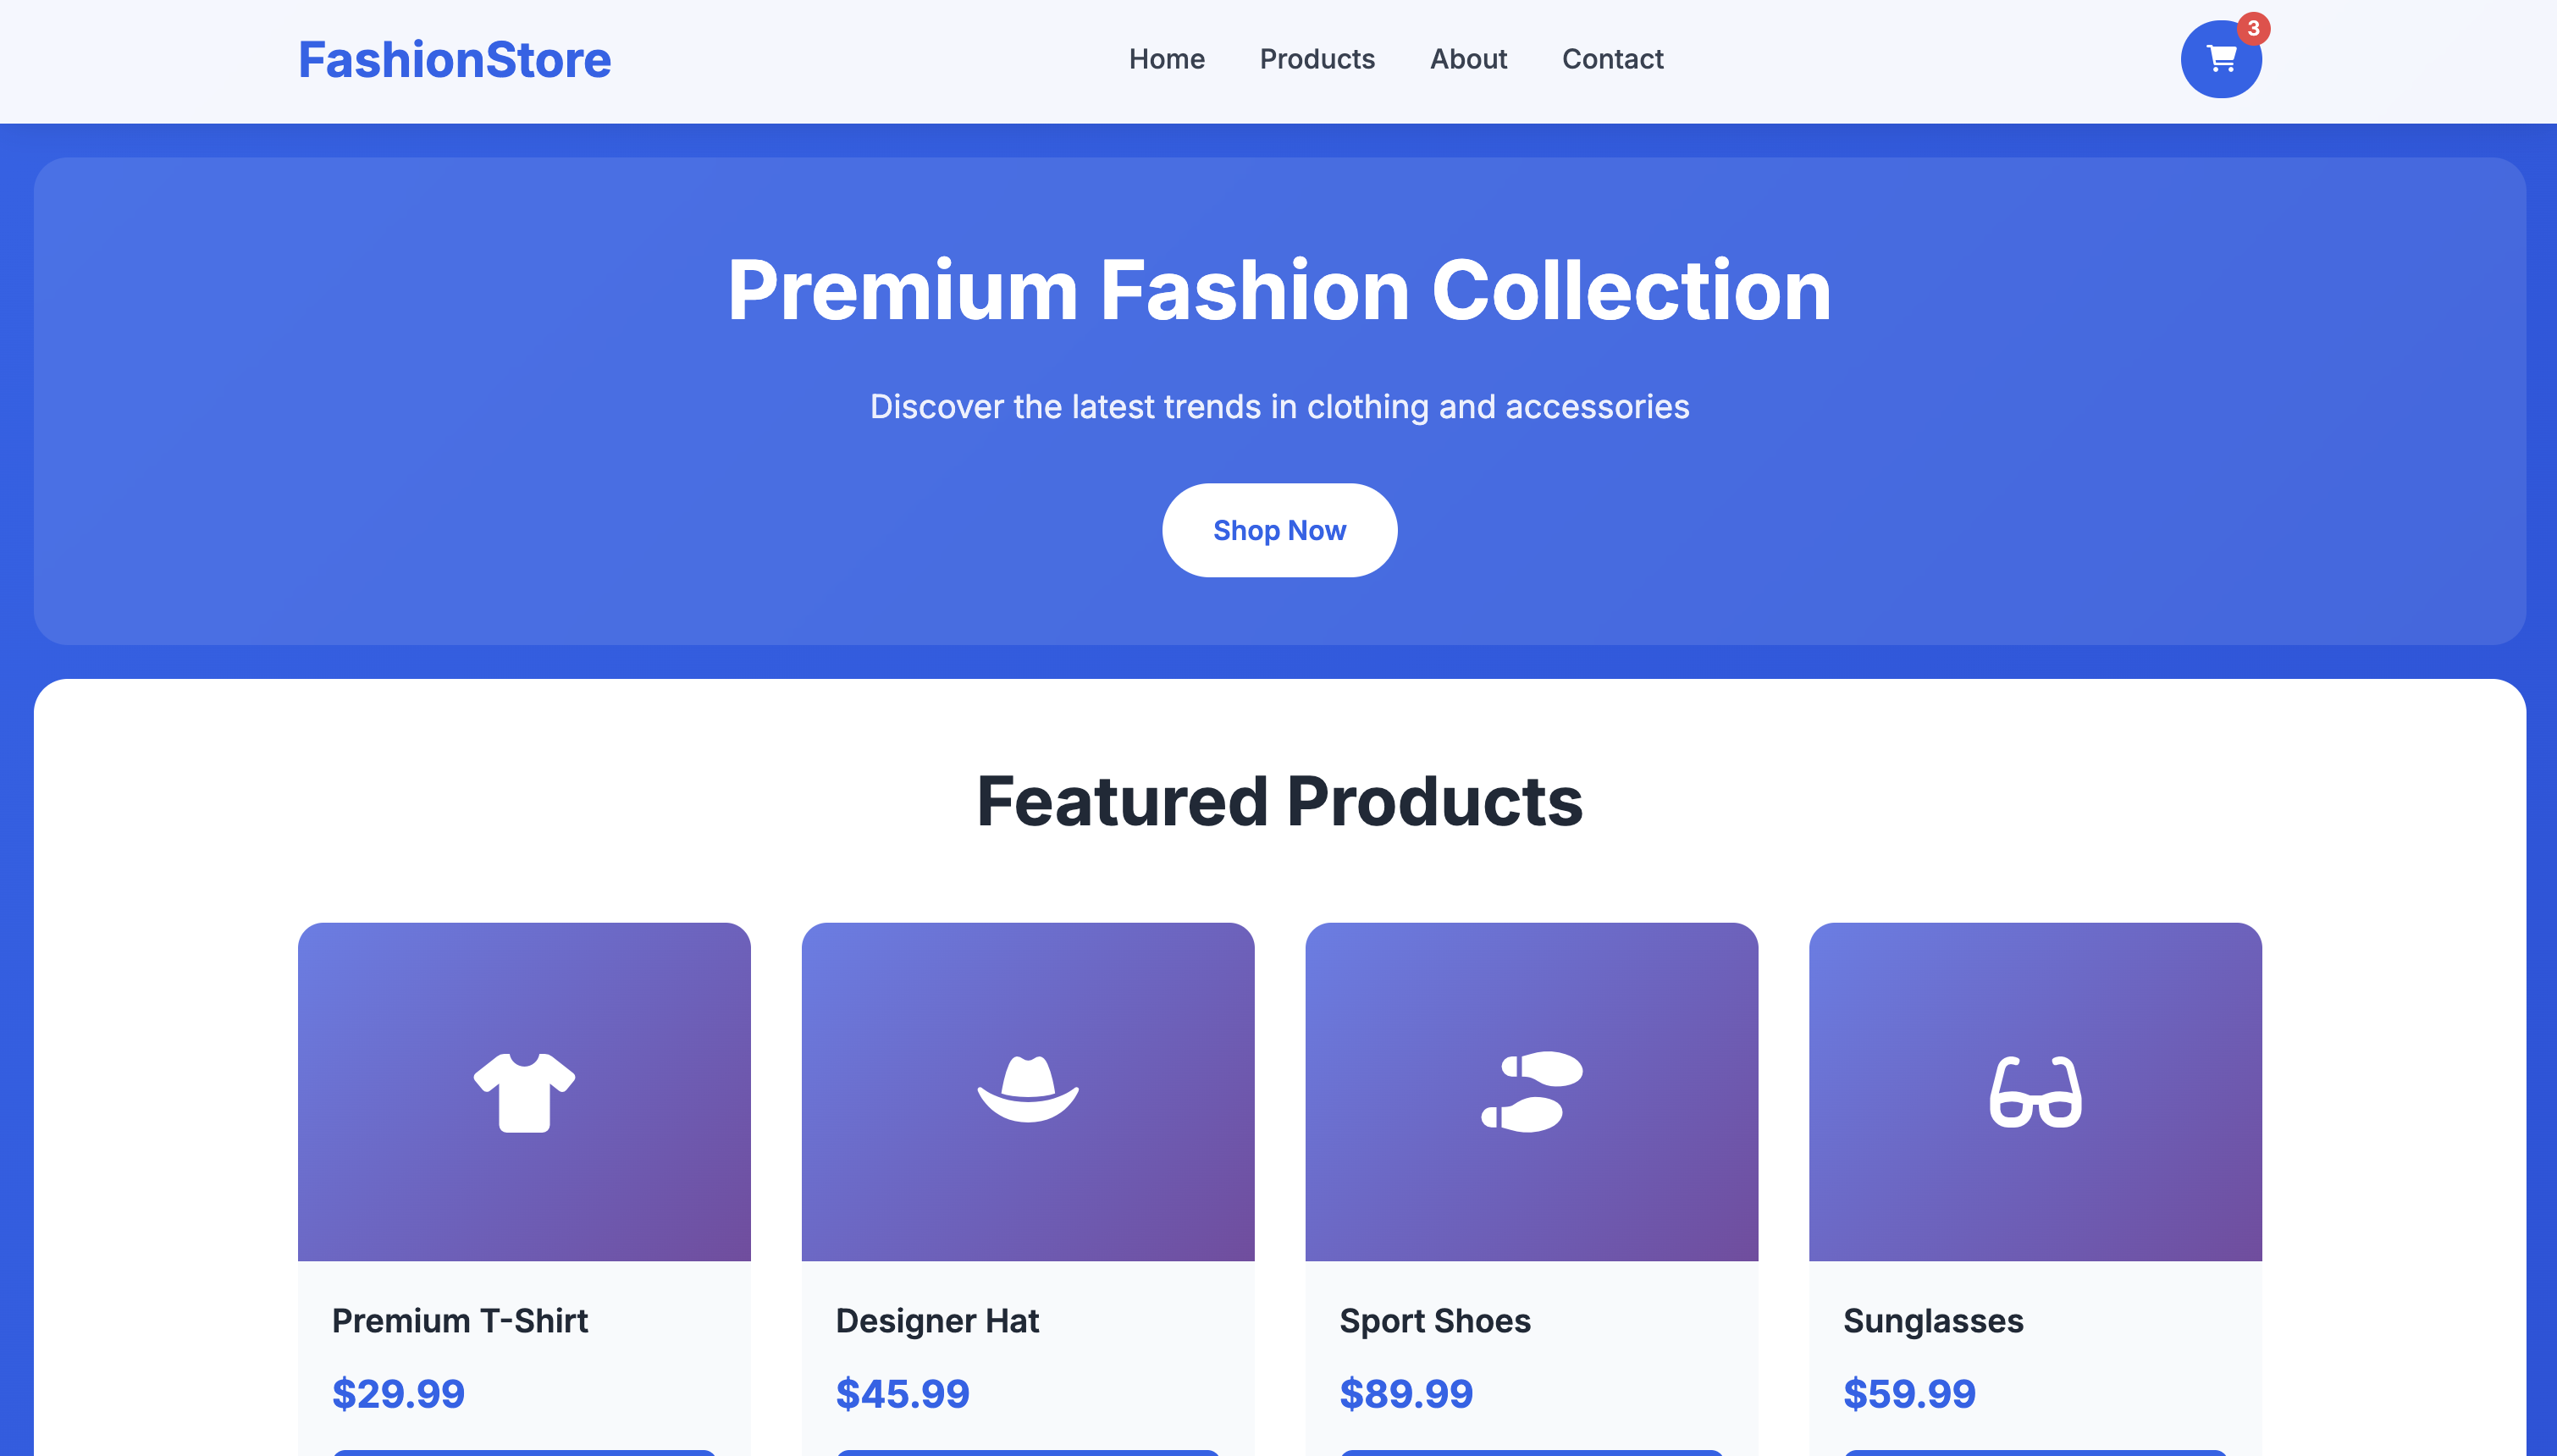 FashionStore
Home Products About Contact
3
Premium Fashion Collection
Discover the latest trends in clothing and accessories
Shop Now
Featured Products
Premium T-Shirt
$29.99
Designer Hat
$45.99
Sport Shoes
$89.99
Sunglasses
$59.99